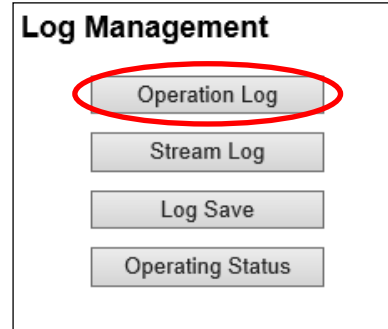 Log Management
Operation Log
Stream Log
Log Save
Operating Status